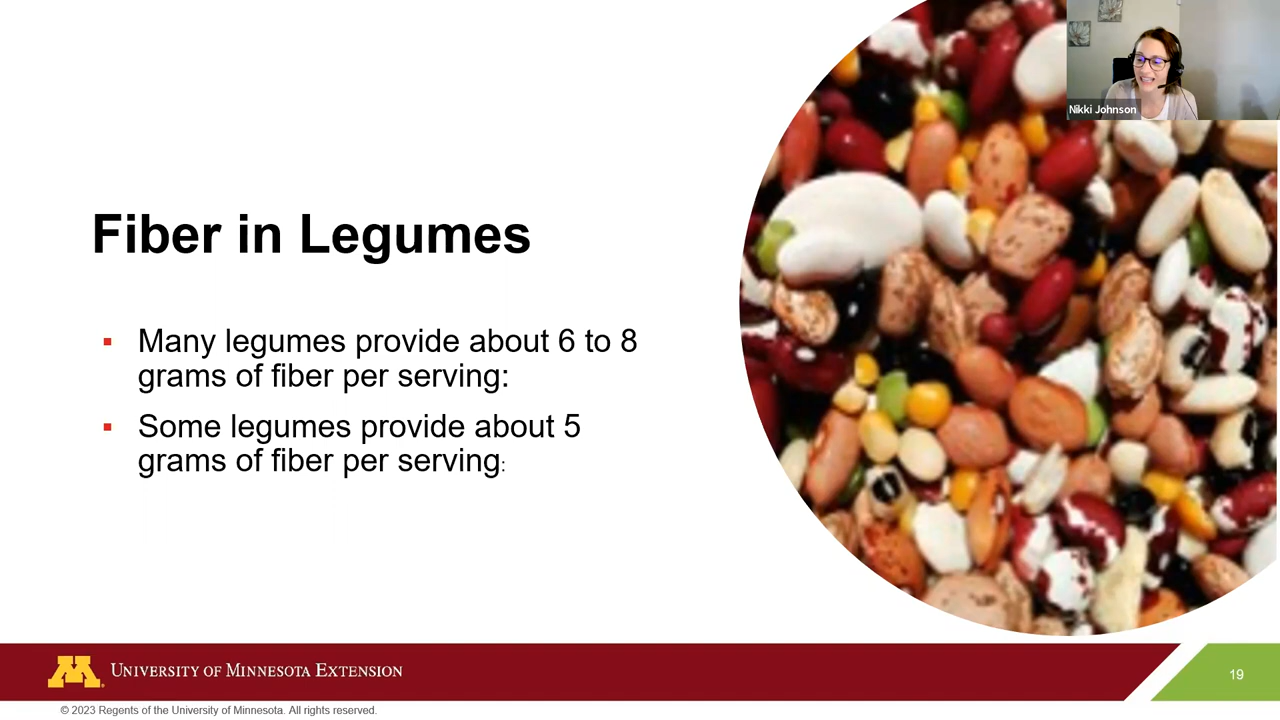 Nikki Johnson
Fiber in Legumes
▪ Many legumes provide about 6 to 8
grams of fiber per serving:
▪ Some legumes provide about 5
grams of fiber per serving:
M
UNIVERSITY OF MINNESOTA EXTENSION
19
© 2023 Regents of the University of Minnesota. All rights reserved.